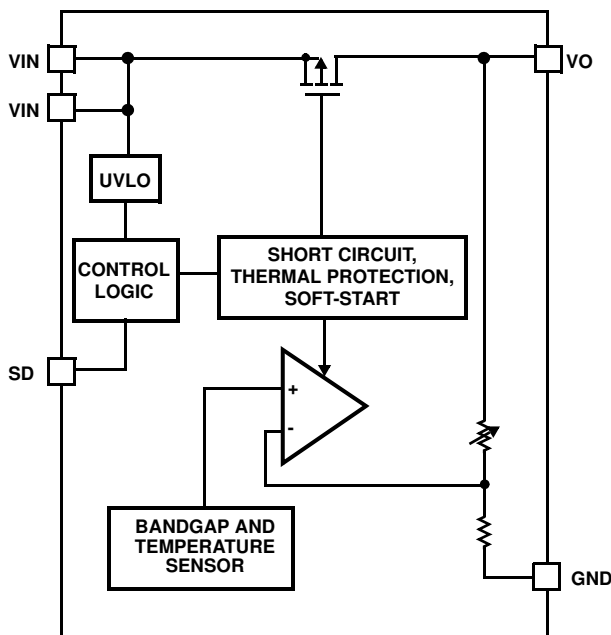 VIN
VO
VIN
UVLO
CONTROL
LOGIC
SHORT CIRCUIT,
THERMAL PROTECTION,
SOFT-START
SD
+
-
BANDGAP AND
TEMPERATURE
SENSOR
GND